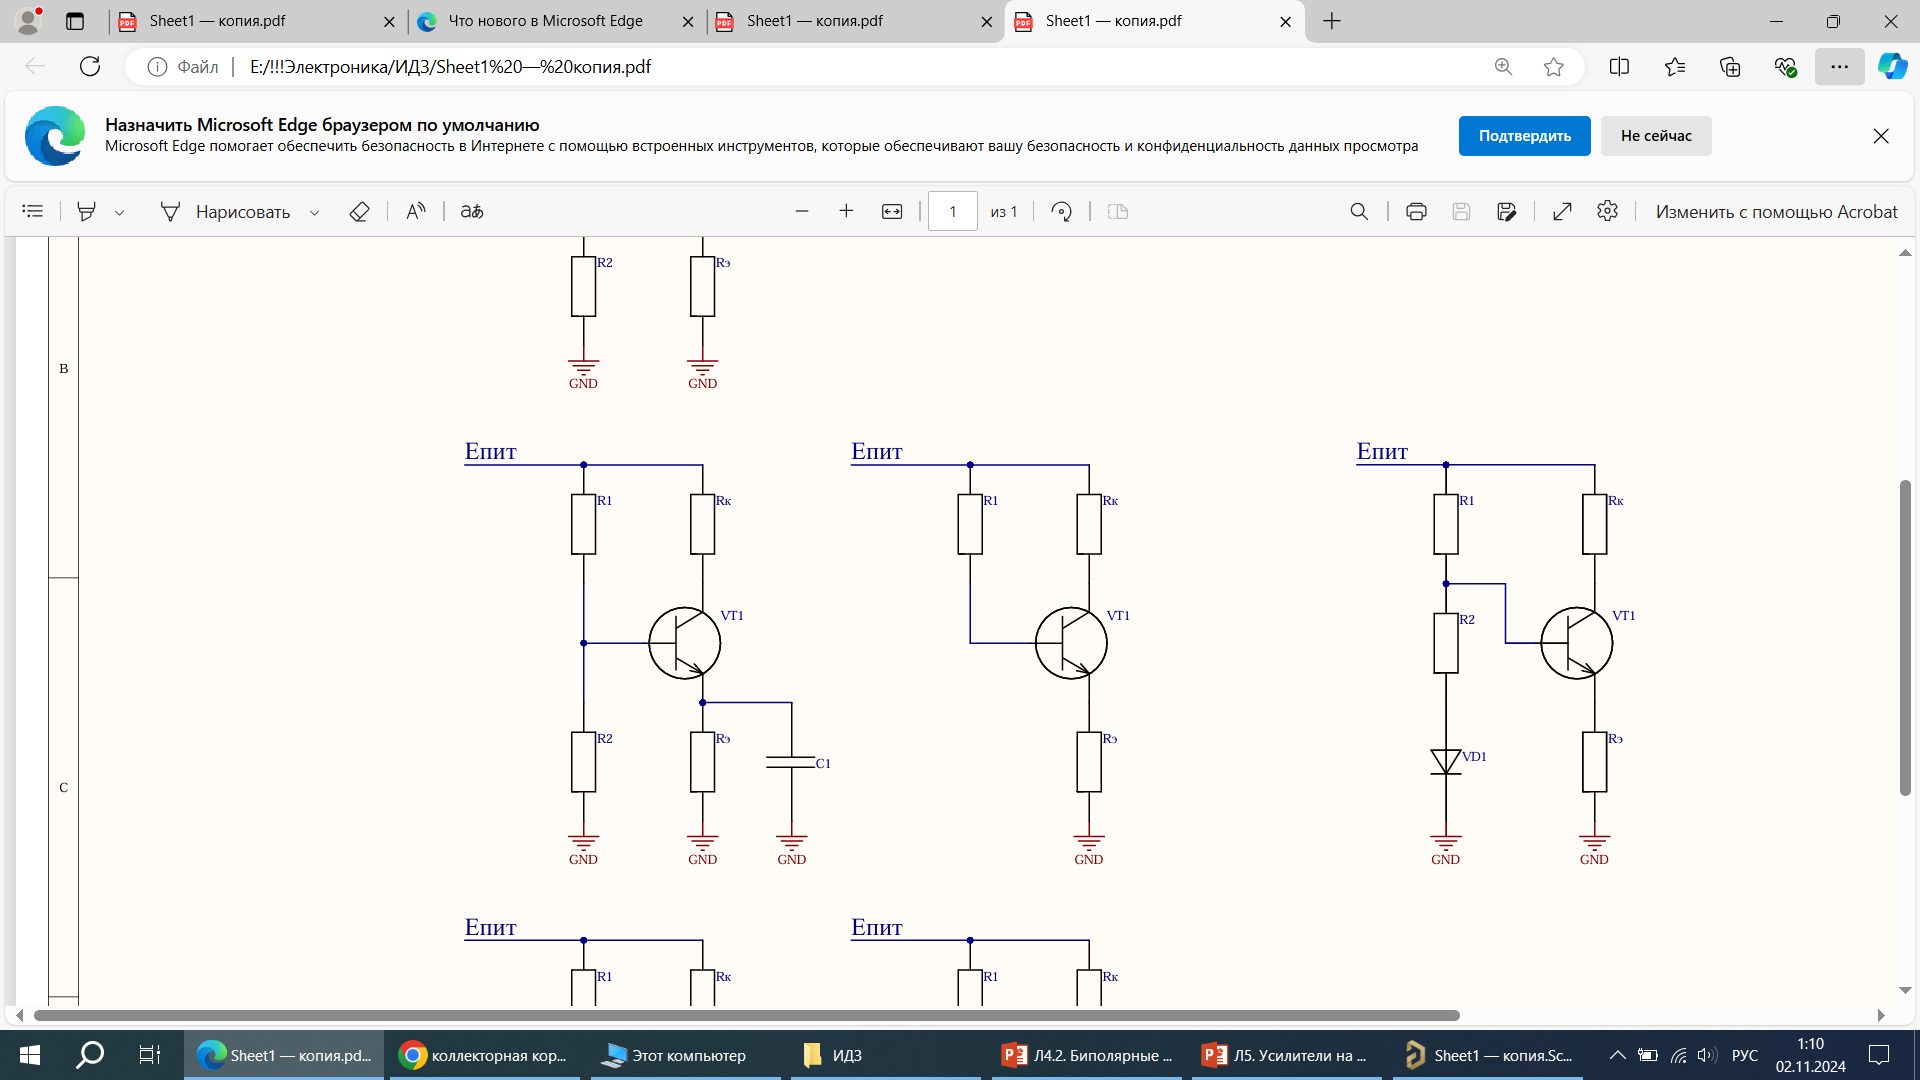 Sheet1 — копия.pdf
Что нового в Microsoft Edge
Sheet1 — копия.pdf
Sheet1 — копия.pdf
Файл
E:/!!!Электроника/ИДЗ/Sheet1%20—%20копия.pdf
Назначить Microsoft Edge браузером по умолчанию
Microsoft Edge помогает обеспечить безопасность в Интернете с помощью встроенных инструментов, которые обеспечивают вашу безопасность и конфиденциальность данных просмотра
Подтвердить
Не сейчас
Нарисовать
1
из 1
Изменить с помощью Acrobat
R2
Rэ
GND
GND
B
Eпит
R1
Rк
VT1
R2
Rэ
C1
GND
GND
GND
Eпит
R1
Rк
VT1
Rэ
GND
Eпит
R1
Rк
R2
VT1
VD1
Rэ
GND
GND
C
Eпит
R1
Rк
Eпит
R1
Rк
Sheet1 — копия.pd...
коллекторная кор...
Этот компьютер
ИДЗ
Л4.2. Биполярные ...
Л5. Усилители на ...
Sheet1 — копия.Sc...
РУС
1:10
02.11.2024